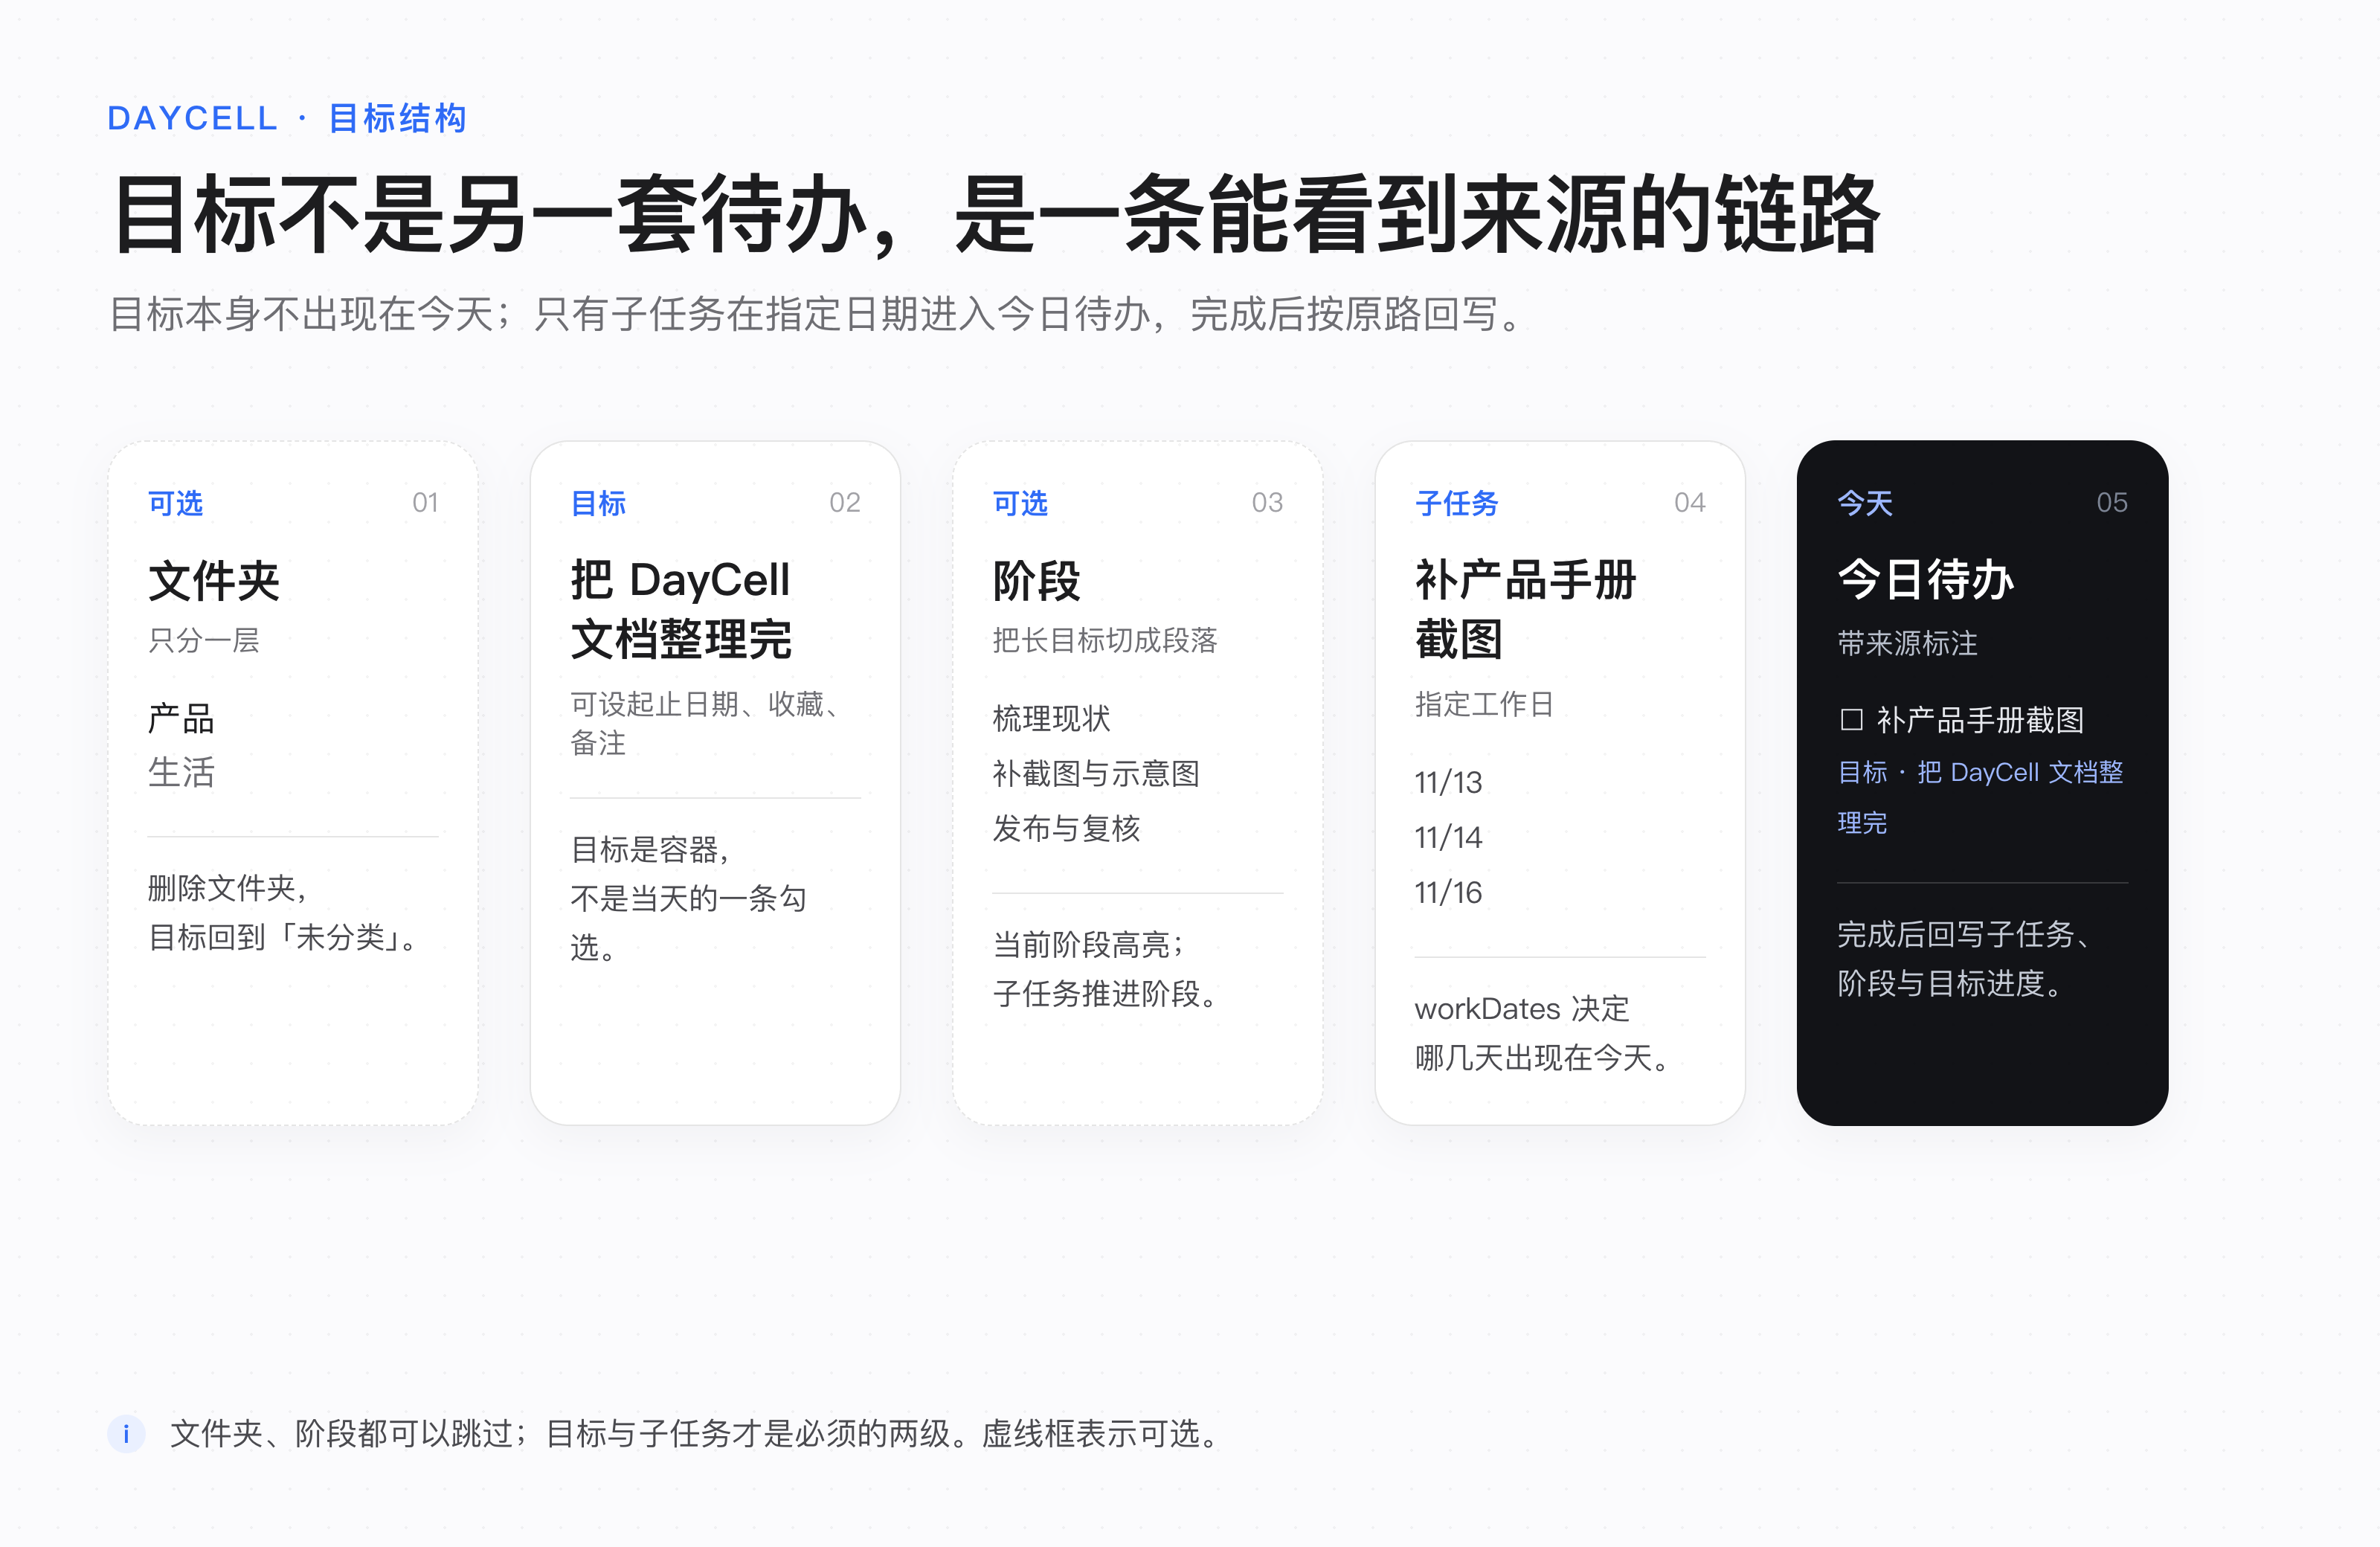 DAYCELL · 目标结构
目标不是另一套待办，是一条能看到来源的链路
目标本身不出现在今天；只有子任务在指定日期进入今日待办，完成后按原路回写。
可选 01
文件夹
只分一层
产品
生活
删除文件夹，
目标回到「未分类」。
目标 02
把 DayCell
文档整理完
可设起止日期、收藏、
备注
目标是容器，
不是当天的一条勾
选。
可选 03
阶段
把长目标切成段落
梳理现状
补截图与示意图
发布与复核
当前阶段高亮；
子任务推进阶段。
子任务 04
补产品手册
截图
指定工作日
11/13
11/14
11/16
workDates 决定
哪几天出现在今天。
今天 05
今日待办
带来源标注
☐ 补产品手册截图
目标 · 把 DayCell 文档整
理完
完成后回写子任务、
阶段与目标进度。
i 文件夹、阶段都可以跳过；目标与子任务才是必须的两级。虚线框表示可选。